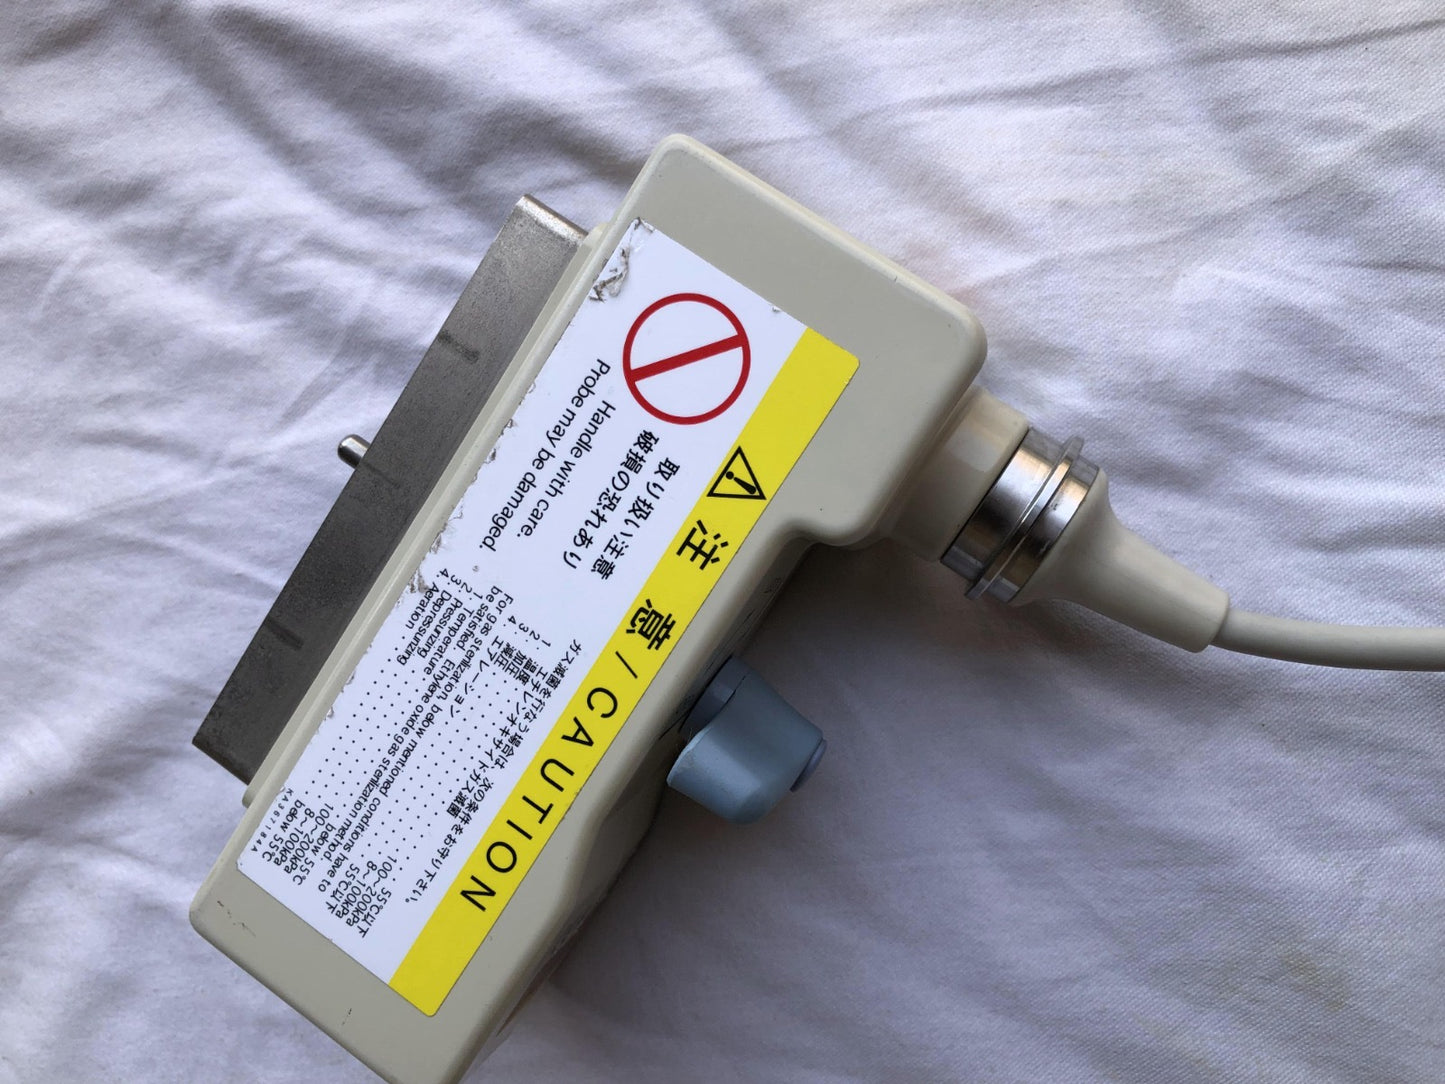 注 意 / CAUTION
取り扱い注意
破損の恐れあり
Handle with care.
Probe may be damaged.
ガス滅菌を行なう場合は、次の条件をお守り下さい。
1. エチレンオキサイドガス滅菌
2. 温度 . . . . . . . . . . 55℃以下
3. 加圧 . . . . . . . . . . 100~200kPa
4. 減圧 . . . . . . . . . . 8~100kPa
エアレーション . . . . . . . . . . 55℃以下
For gas sterilization, below mentioned conditions have to
be satisfied.
1. Ethylene oxide gas sterilization method.
2. Temperature . . . . . . . . . . below 55℃
3. Pressurizing . . . . . . . . . . 100~200kPa
Depressurizing . . . . . . . . . . 8~100kPa
4. Aeration . . . . . . . . . . below 55℃